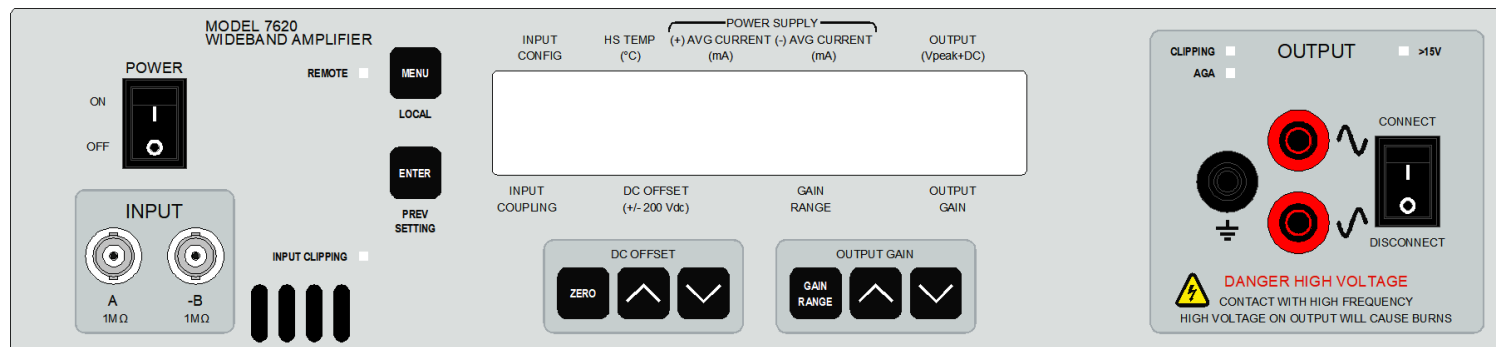 MODEL 7620
WIDEBAND AMPLIFIER
POWER
ON
OFF
REMOTE
MENU
LOCAL
ENTER
PREV
SETTING
INPUT
A
1MΩ
-B
1MΩ
INPUT CLIPPING
POWER SUPPLY
INPUT
CONFIG
HS TEMP
(°C)
(+) AVG CURRENT
(mA)
(-) AVG CURRENT
(mA)
OUTPUT
(Vpeak+DC)
INPUT
COUPLING
DC OFFSET
(+/- 200 Vdc)
GAIN
RANGE
OUTPUT
GAIN
DC OFFSET
ZERO
OUTPUT GAIN
GAIN
RANGE
CLIPPING
AGA
OUTPUT
>15V
CONNECT
DISCONNECT
DANGER HIGH VOLTAGE
CONTACT WITH HIGH FREQUENCY
HIGH VOLTAGE ON OUTPUT WILL CAUSE BURNS